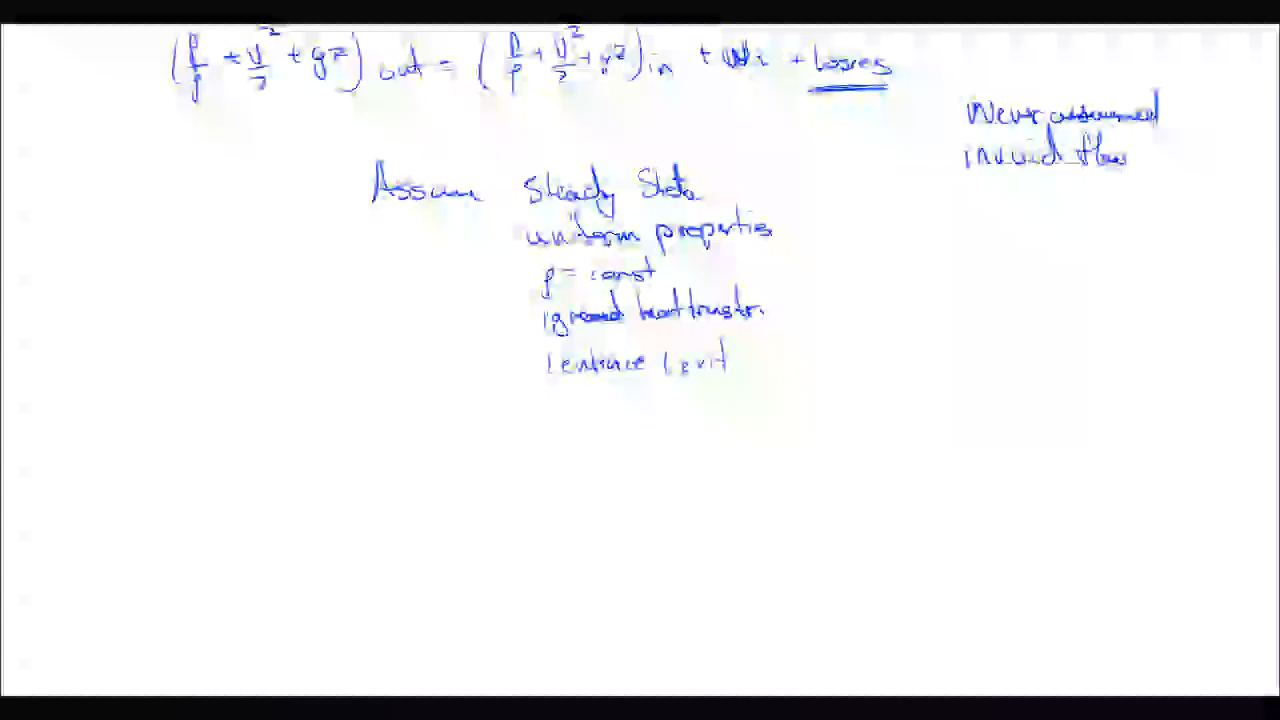 (p/ρ + V²/2 + gz) out = (p/ρ + V²/2 + gz) in + + Losses
Never assumed
inviscid flow
Assume Steady State
uniform properties
ρ = const
ignored heat transfer.
1 entrance 1 exit